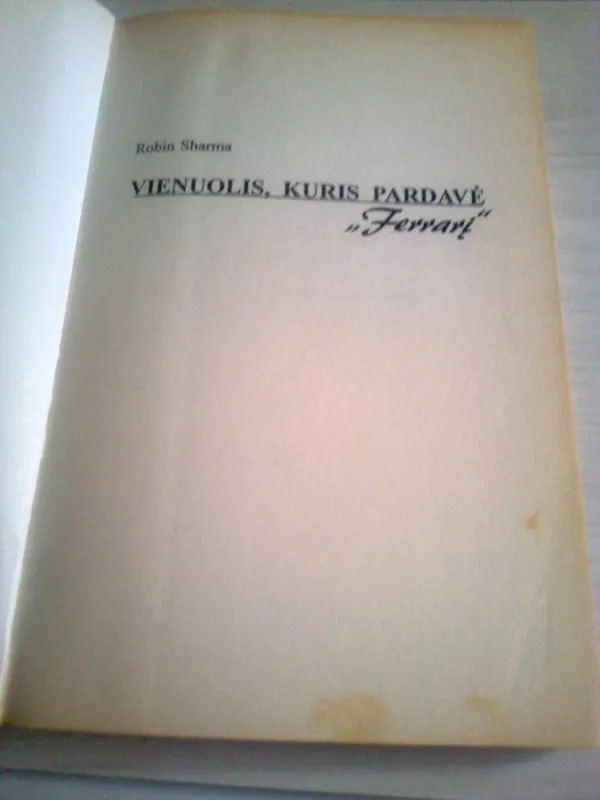 Robin Sharma
VIENUOLIS, KURIS PARDAVĖ
„Ferrarį“